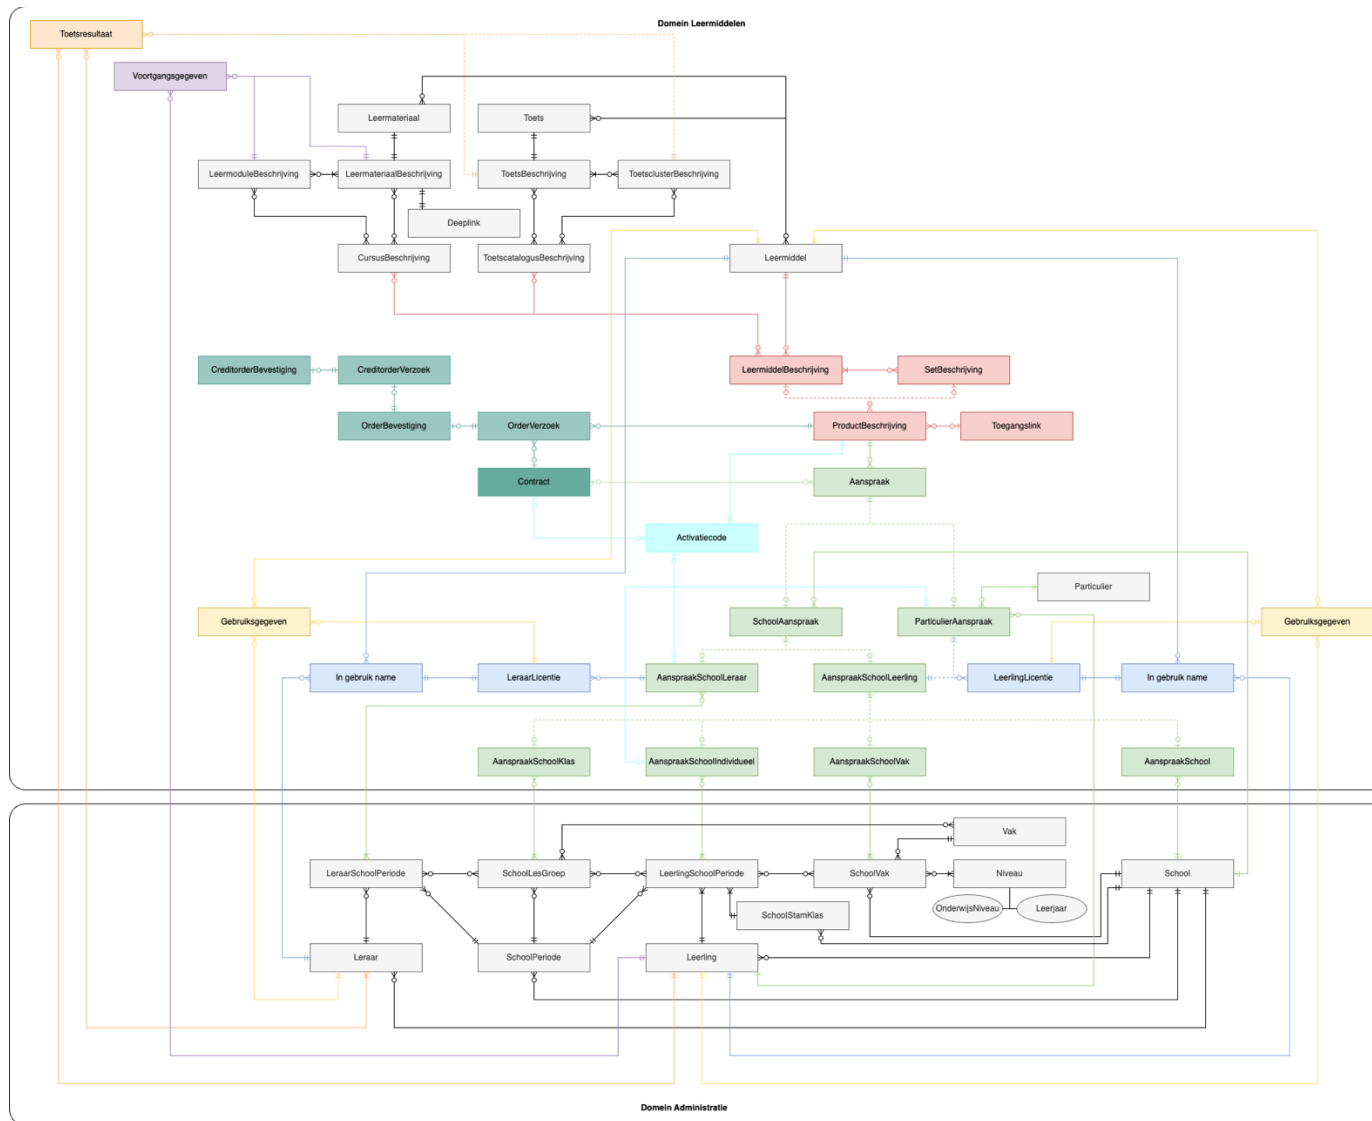 Domein Leermiddelen
Toetsresultaat
Voortgangsgegeven
Leermateriaal
Toets
LeermoduleBeschrijving
LeermateriaalBeschrijving
ToetsBeschrijving
ToetsclusterBeschrijving
Deeplink
CursusBeschrijving
ToetscatalogusBeschrijving
Leermiddel
CreditorderBevestiging
CreditorderVerzoek
LeermiddelBeschrijving
SetBeschrijving
OrderBevestiging
OrderVerzoek
ProductBeschrijving
Toegangslink
Contract
Aanspraak
Activatiecode
Particulier
Gebruiksgegeven
SchoolAanspraak
ParticulierAanspraak
Gebruiksgegeven
In gebruik name
LeraarLicentie
AanspraakSchoolLeraar
AanspraakSchoolLeerling
LeerlingLicentie
In gebruik name
AanspraakSchoolKlas
AanspraakSchoolIndividueel
AanspraakSchoolVak
AanspraakSchool
Vak
LeraarSchoolPeriode
SchoolLesGroep
LeerlingSchoolPeriode
SchoolVak
Niveau
School
OnderwijsNiveau
Leerjaar
SchoolStamKlas
Leraar
SchoolPeriode
Leerling
Domein Administratie